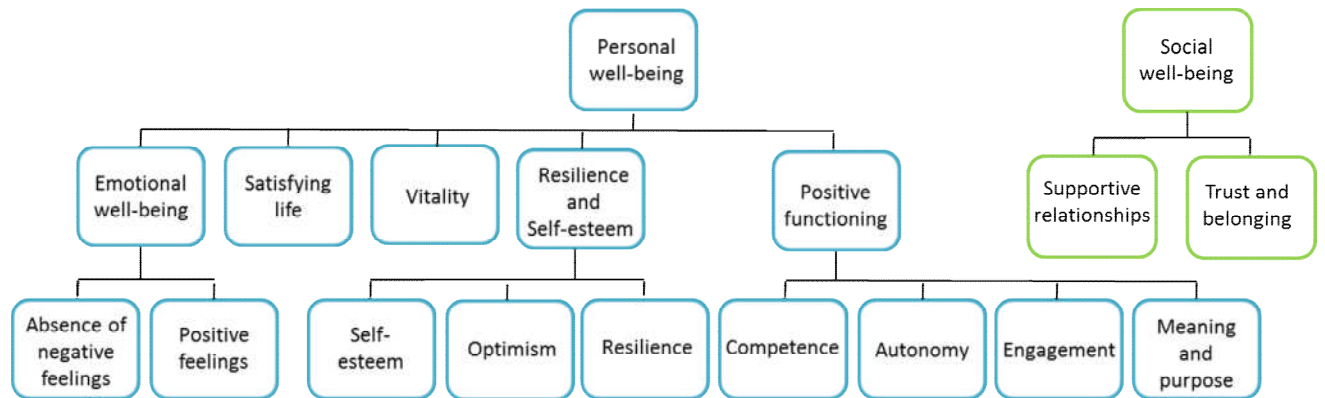 Personal
well-being
Social
well-being
Emotional
well-being
Satisfying
life
Vitality
Resilience
and
Self-esteem
Positive
functioning
Supportive
relationships
Trust and
belonging
Absence of
negative
feelings
Positive
feelings
Self-
esteem
Optimism
Resilience
Competence
Autonomy
Engagement
Meaning
and
purpose